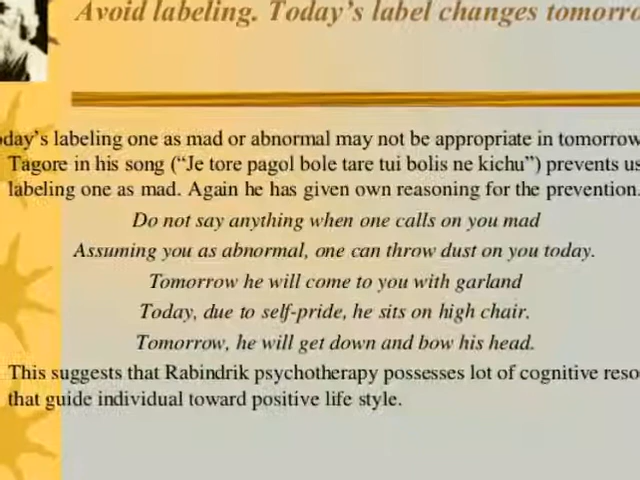 Avoid labeling. Today's label changes
labeling one as mad or abnormal may not be appropriate in
Tagore in his song ("Je tore pagol bole tare tui bolis ne kichu") prevents us
labeling one as mad. Again he has given own reasoning for the prevention.
Do not say anything when one calls on you mad
Assuming you as abnormal, one can throw dust on you today.
Tomorrow he will come to you with garland
Today, due to self-pride, he sits on high chair.
Tomorrow, he will get down and bow his head.
This suggests that Rabindrik psychotherapy possesses lot of cognitive
that guide individual toward positive life style.